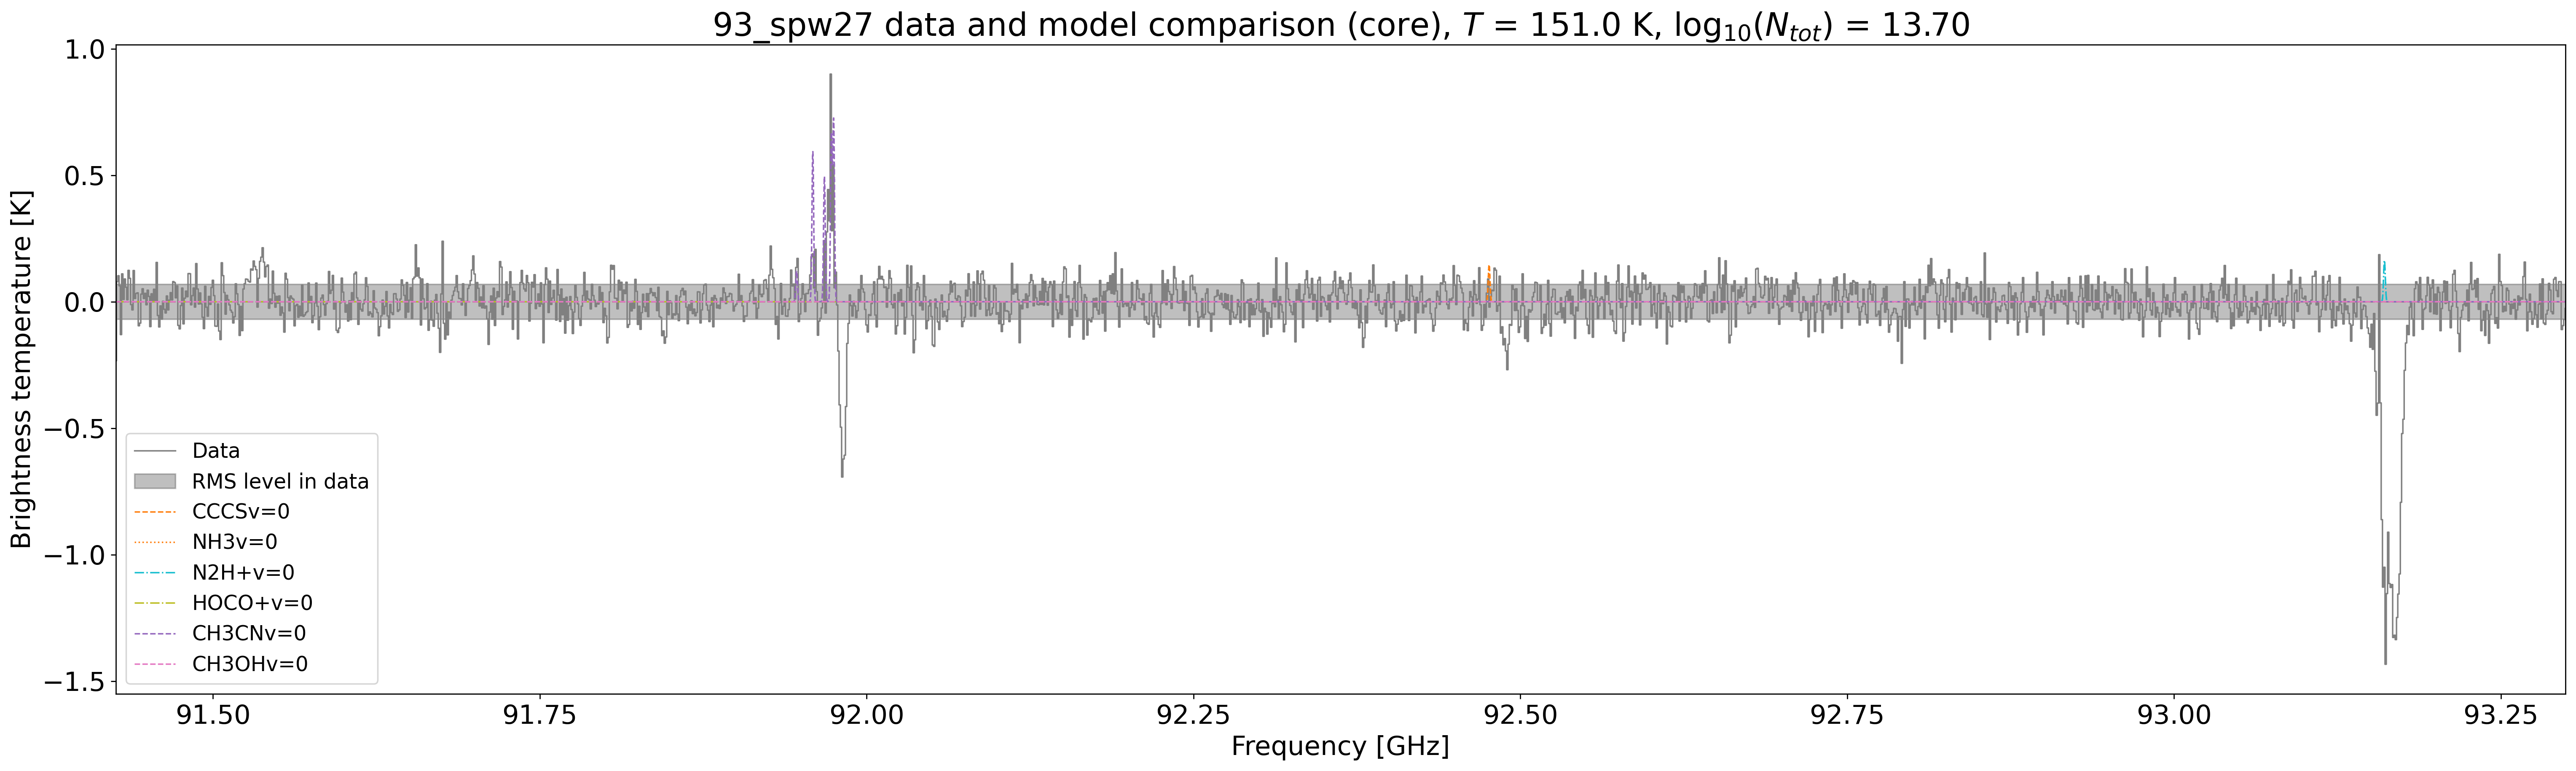 93_spw27 data and model comparison (core), T = 151.0 K, log₁₀(Nₜₒₜ) = 13.70
Brightness temperature [K]
1.0
0.5
0.0
−0.5
−1.0
−1.5
Data
RMS level in data
CCCSv=0
NH3v=0
N2H+v=0
HOCO+v=0
CH3CNv=0
CH3OHv=0
91.50 91.75 92.00 92.25 92.50 92.75 93.00 93.25
Frequency [GHz]